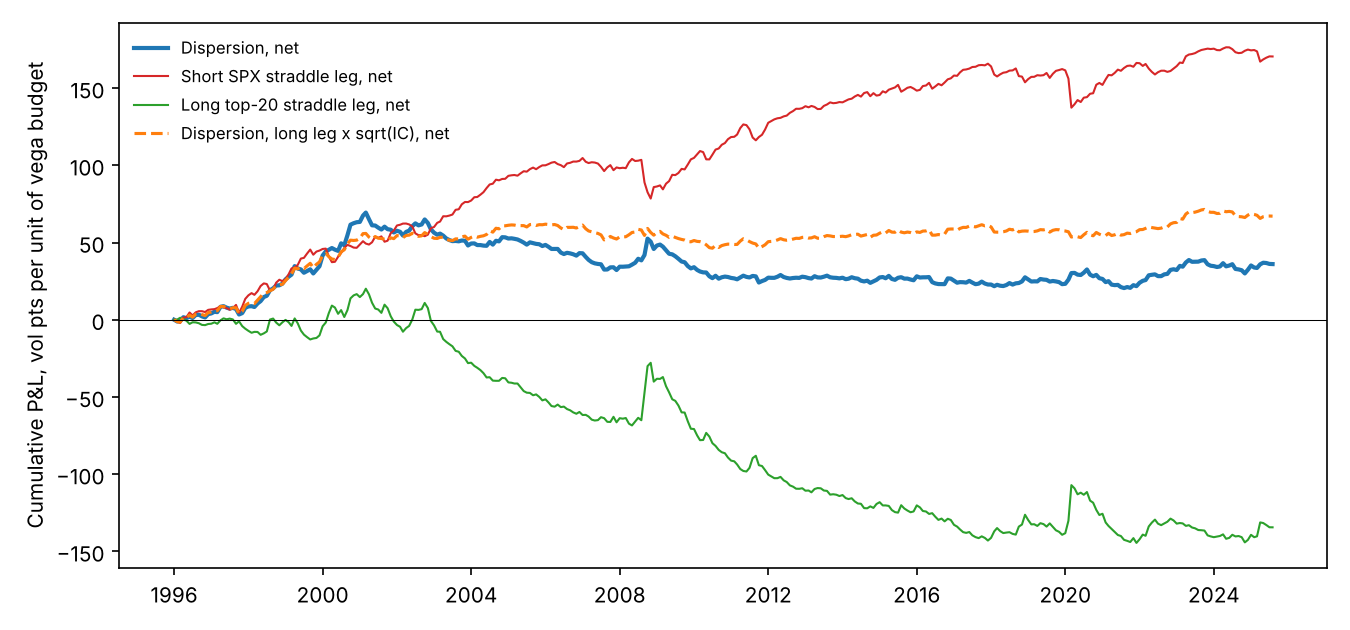 Cumulative P&L, vol pts per unit of vega budget
Dispersion, net
Short SPX straddle leg, net
Long top-20 straddle leg, net
Dispersion, long leg x sqrt(IC), net
150
100
50
0
−50
−100
−150
1996 2000 2004 2008 2012 2016 2020 2024